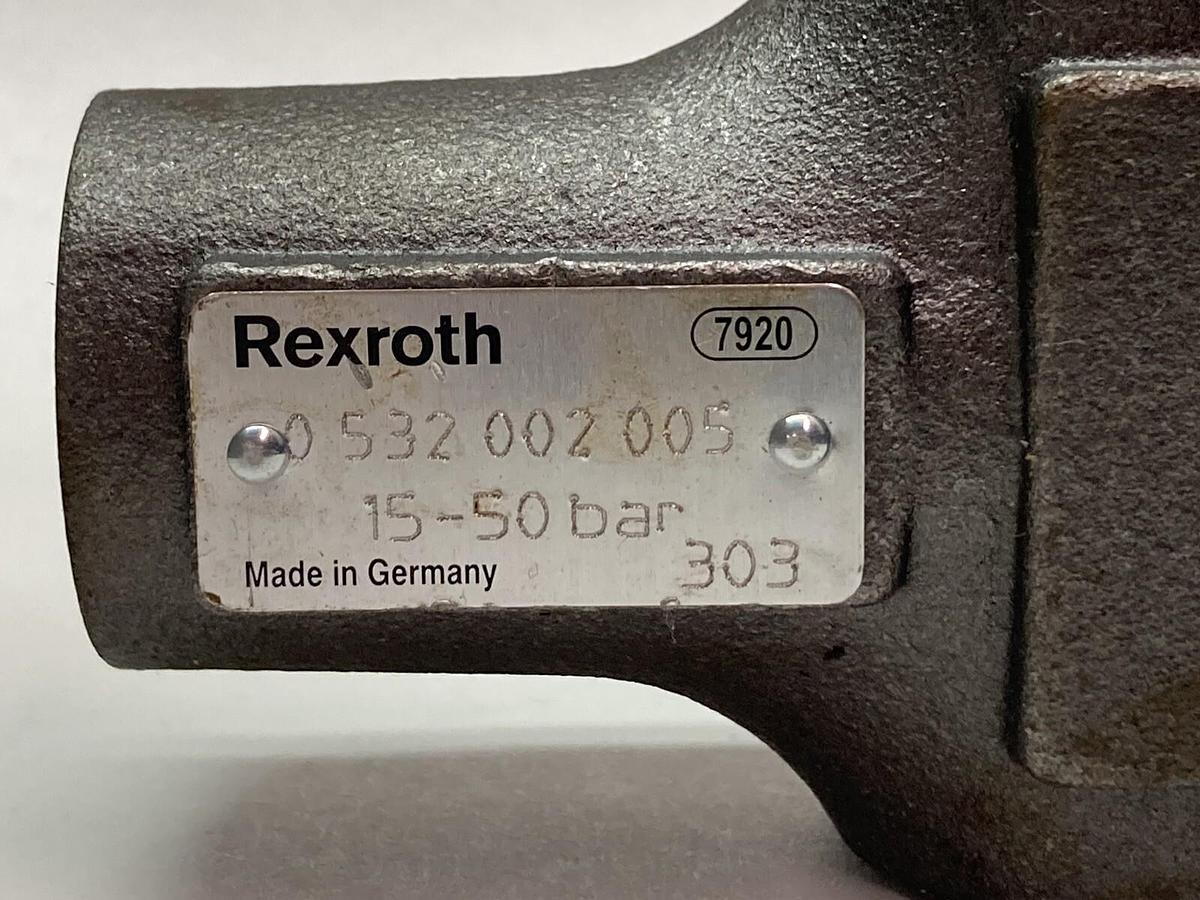 Rexroth 7920
0 532 002 005
15-50 bar
303
Made in Germany